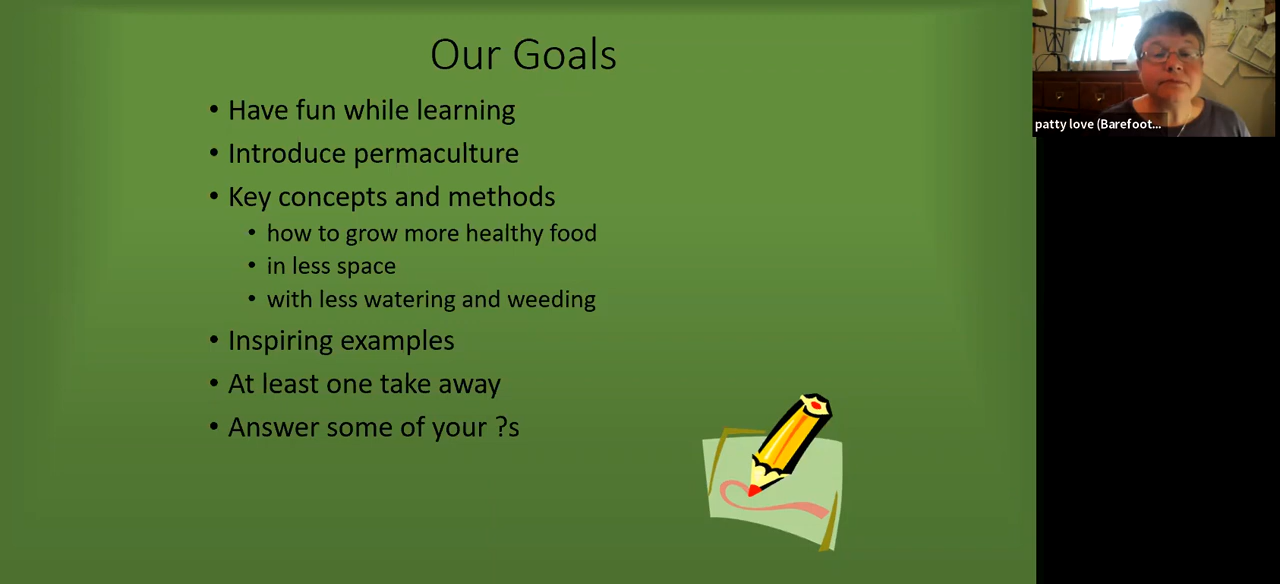 Our Goals
• Have fun while learning
• Introduce permaculture
• Key concepts and methods
• how to grow more healthy food
• in less space
• with less watering and weeding
• Inspiring examples
• At least one take away
• Answer some of your ?s
patty love (Barefoot...